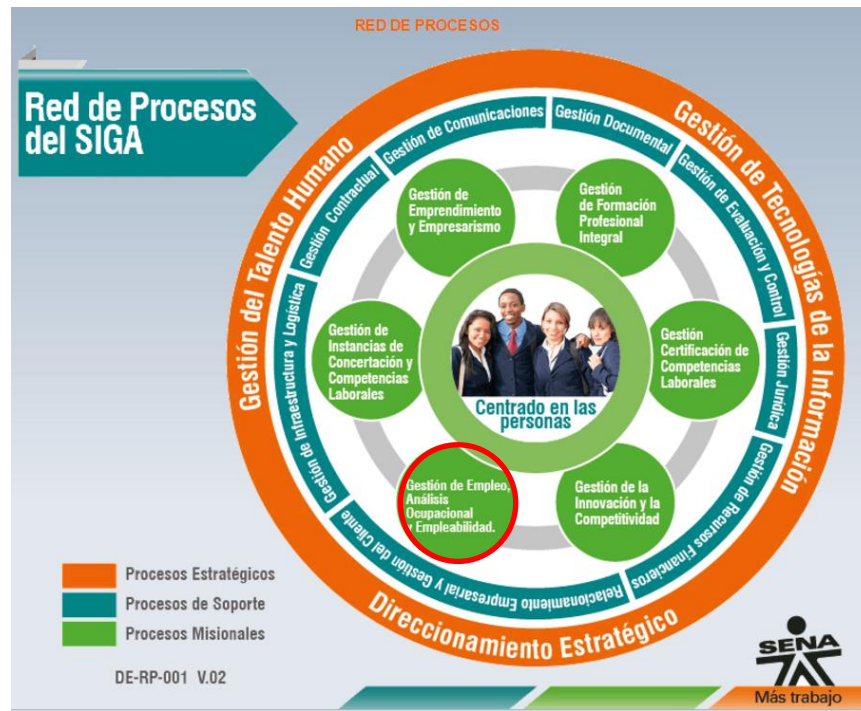 RED DE PROCESOS
Red de Procesos
del SIGA
Gestión del Talento Humano
Gestión de Tecnologías de la Información
Direccionamiento Estratégico
Gestión de Infraestructura y Logística
Gestión Contractual
Gestión de Comunicaciones
Gestión Documental
Gestión de Evaluación y Control
Gestión Jurídica
Gestión de Recursos Financieros
Relacionamiento Empresarial y Gestión del Cliente
Gestión de
Emprendimiento
y Empresarismo
Gestión
de Formación
Profesional
Integral
Gestión de
Instancias de
Concertación y
Competencias
Laborales
Gestión
Certificación de
Competencias
Laborales
Centrado en las
personas
Gestión de Empleo,
Análisis
Ocupacional
y Empleabilidad.
Gestión de la
Innovación y la
Competitividad
Procesos Estratégicos
Procesos de Soporte
Procesos Misionales
DE-RP-001 V.02
SENA
Más trabajo